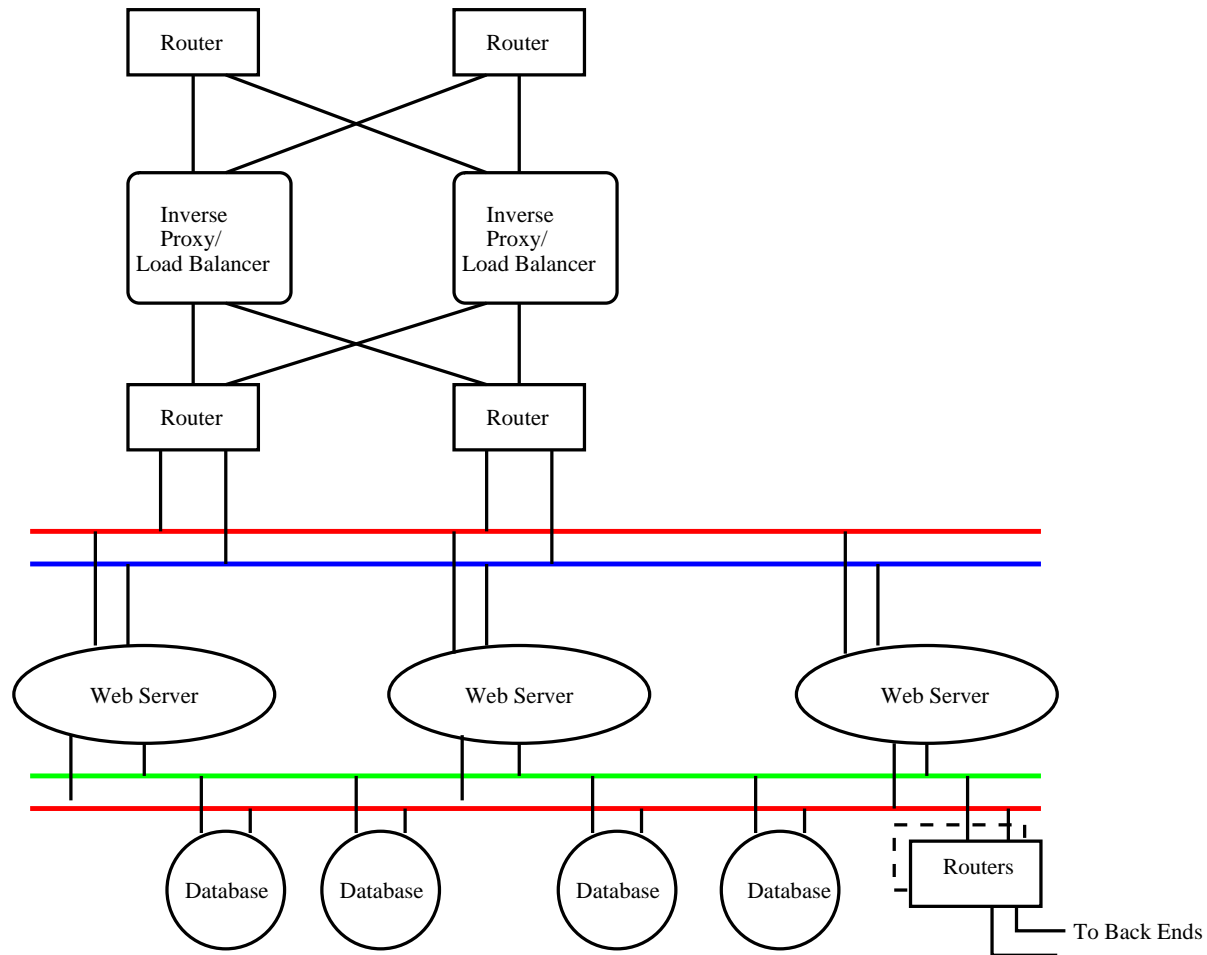 Router
Router
Inverse
Proxy/
Load Balancer
Inverse
Proxy/
Load Balancer
Router
Router
Web Server
Web Server
Web Server
Database
Database
Database
Database
Routers
To Back Ends